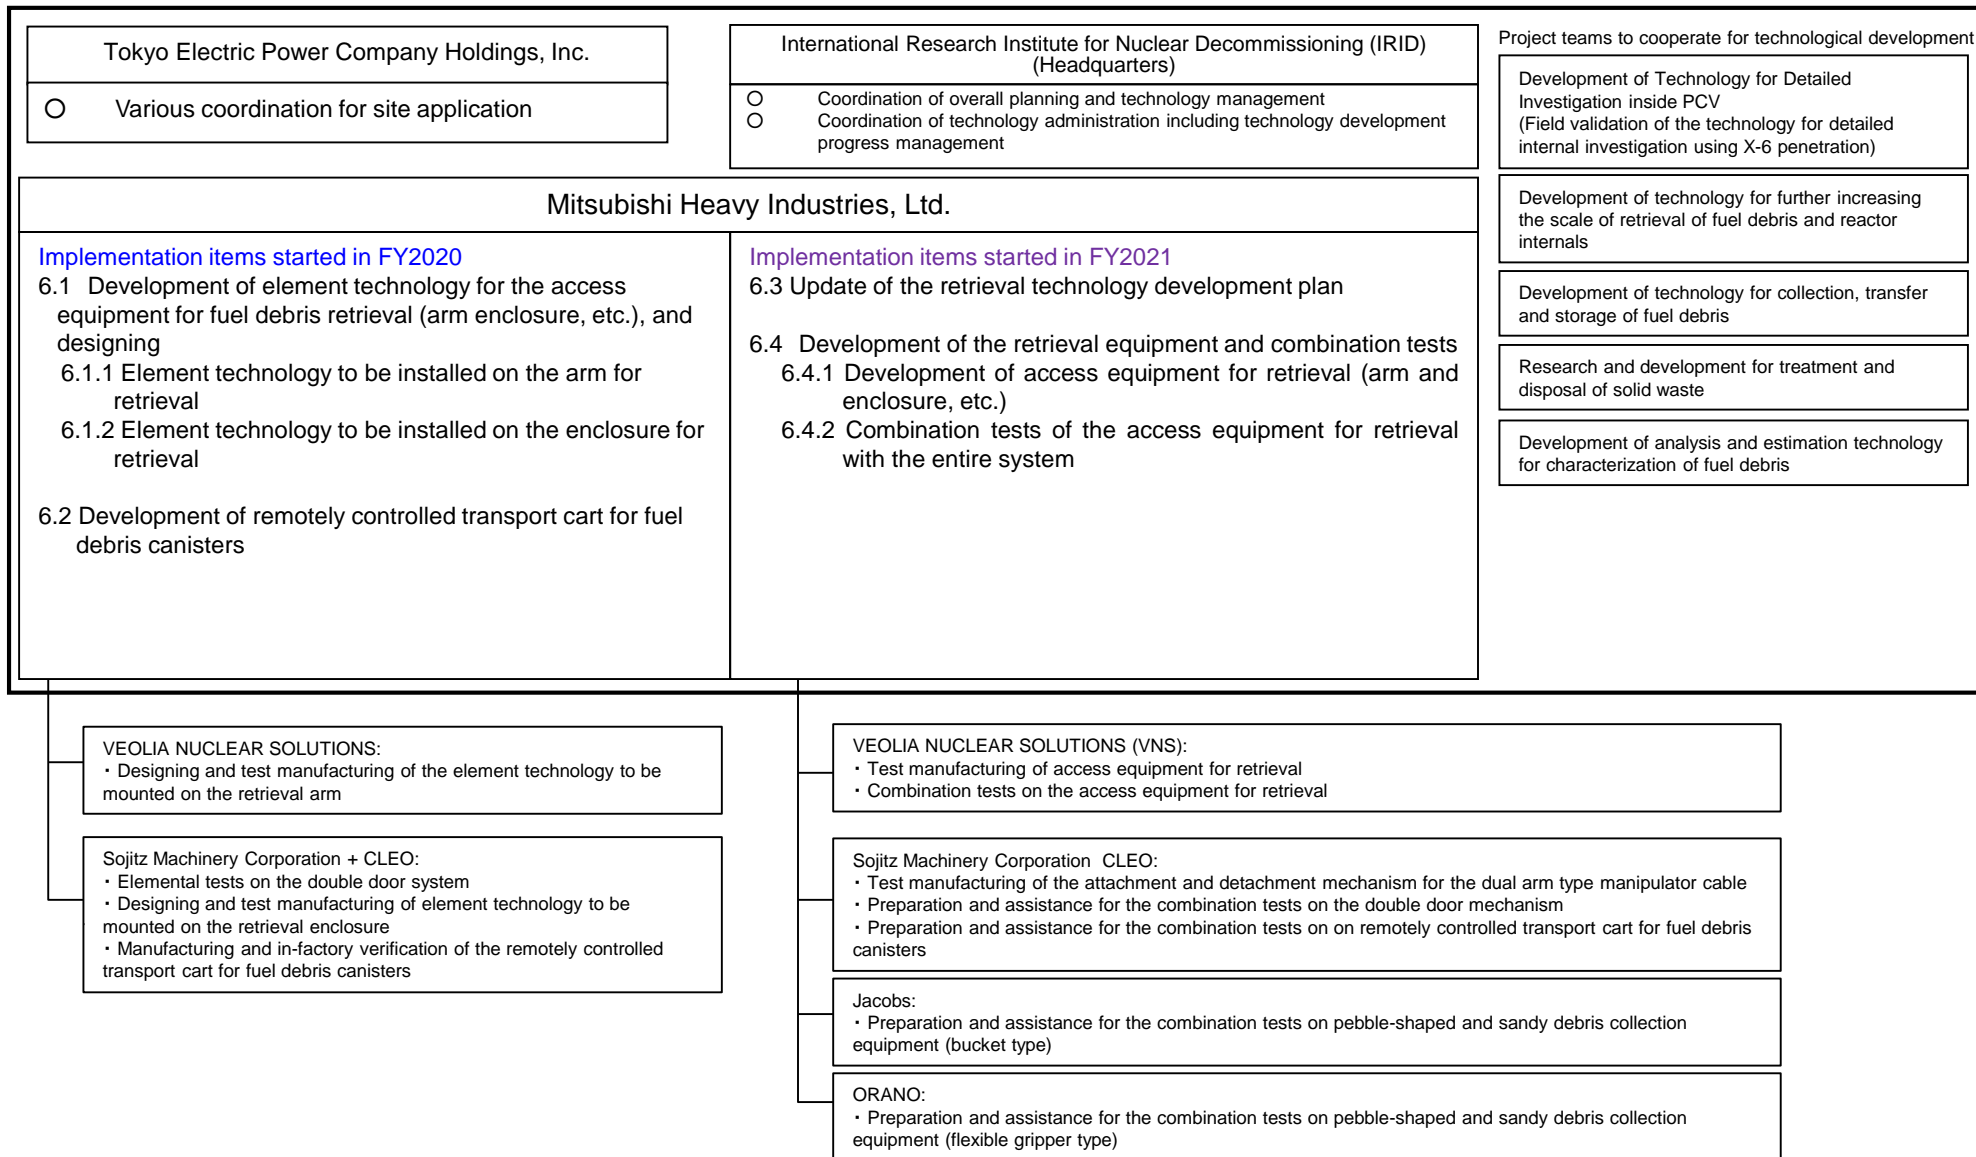 Tokyo Electric Power Company Holdings, Inc.
○ Various coordination for site application
International Research Institute for Nuclear Decommissioning (IRID)
(Headquarters)
○ Coordination of overall planning and technology management
○ Coordination of technology administration including technology development
progress management
Project teams to cooperate for technological development
Development of Technology for Detailed
Investigation inside PCV
(Field validation of the technology for detailed
internal investigation using X-6 penetration)
Development of technology for further increasing
the scale of retrieval of fuel debris and reactor
internals
Development of technology for collection, transfer
and storage of fuel debris
Research and development for treatment and
disposal of solid waste
Development of analysis and estimation technology
for characterization of fuel debris
Mitsubishi Heavy Industries, Ltd.
Implementation items started in FY2020
6.1 Development of element technology for the access
equipment for fuel debris retrieval (arm enclosure, etc.), and
designing
6.1.1 Element technology to be installed on the arm for
retrieval
6.1.2 Element technology to be installed on the enclosure for
retrieval
6.2 Development of remotely controlled transport cart for fuel
debris canisters
Implementation items started in FY2021
6.3 Update of the retrieval technology development plan
6.4 Development of the retrieval equipment and combination tests
6.4.1 Development of access equipment for retrieval (arm and
enclosure, etc.)
6.4.2 Combination tests of the access equipment for retrieval
with the entire system
VEOLIA NUCLEAR SOLUTIONS:
・Designing and test manufacturing of the element technology to be
mounted on the retrieval arm
Sojitz Machinery Corporation + CLEO:
・Elemental tests on the double door system
・Designing and test manufacturing of element technology to be
mounted on the retrieval enclosure
・Manufacturing and in-factory verification of the remotely controlled
transport cart for fuel debris canisters
VEOLIA NUCLEAR SOLUTIONS (VNS):
・Test manufacturing of access equipment for retrieval
・Combination tests on the access equipment for retrieval
Sojitz Machinery Corporation CLEO:
・Test manufacturing of the attachment and detachment mechanism for the dual arm type manipulator cable
・Preparation and assistance for the combination tests on the double door mechanism
・Preparation and assistance for the combination tests on on remotely controlled transport cart for fuel debris
canisters
Jacobs:
・Preparation and assistance for the combination tests on pebble-shaped and sandy debris collection
equipment (bucket type)
ORANO:
・Preparation and assistance for the combination tests on pebble-shaped and sandy debris collection
equipment (flexible gripper type)